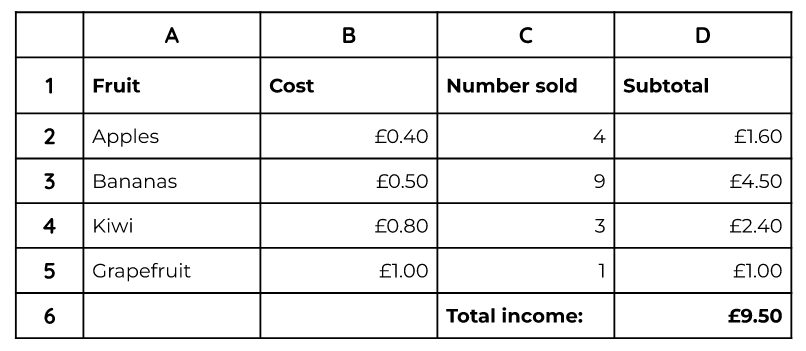 A B C D
1 Fruit Cost Number sold Subtotal
2 Apples £0.40 4 £1.60
3 Bananas £0.50 9 £4.50
4 Kiwi £0.80 3 £2.40
5 Grapefruit £1.00 1 £1.00
6 Total income: £9.50